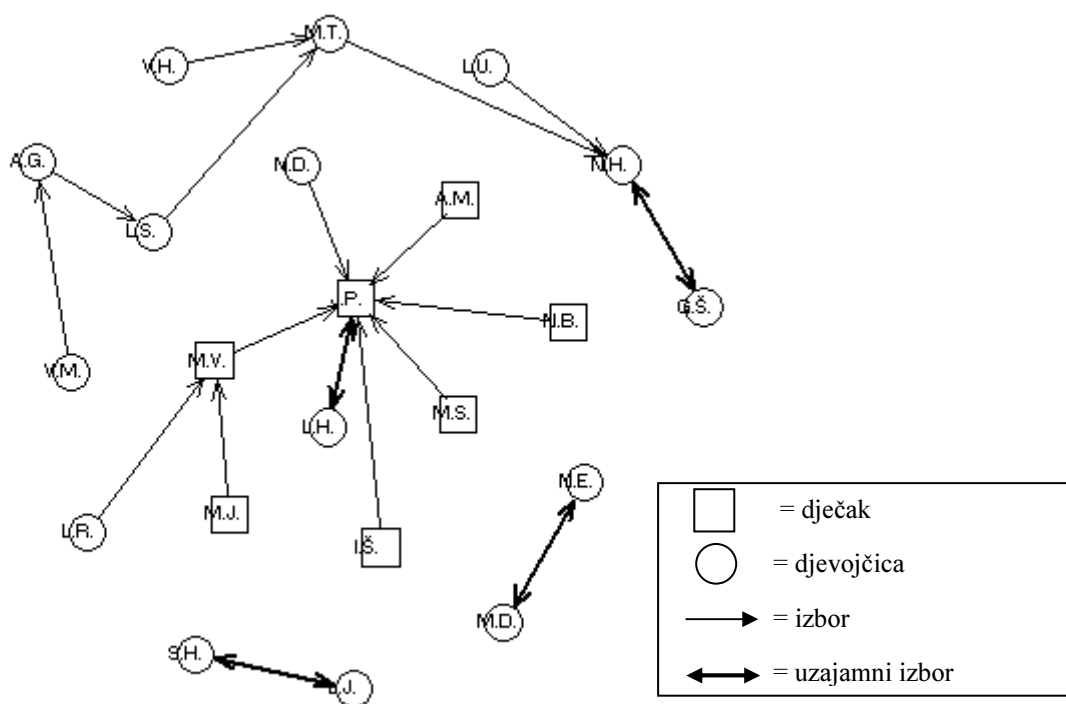 M.T.
V.H.
L.U.
A.G.
N.D.
N.H.
A.M.
L.S.
.P.
G.Š.
N.B.
M.V.
V.M.
M.S.
L.H.
N.E.
L.R.
M.J.
I.Š.
M.D.
S.H.
= dječak
= djevojčica
= izbor
= uzajamni izbor